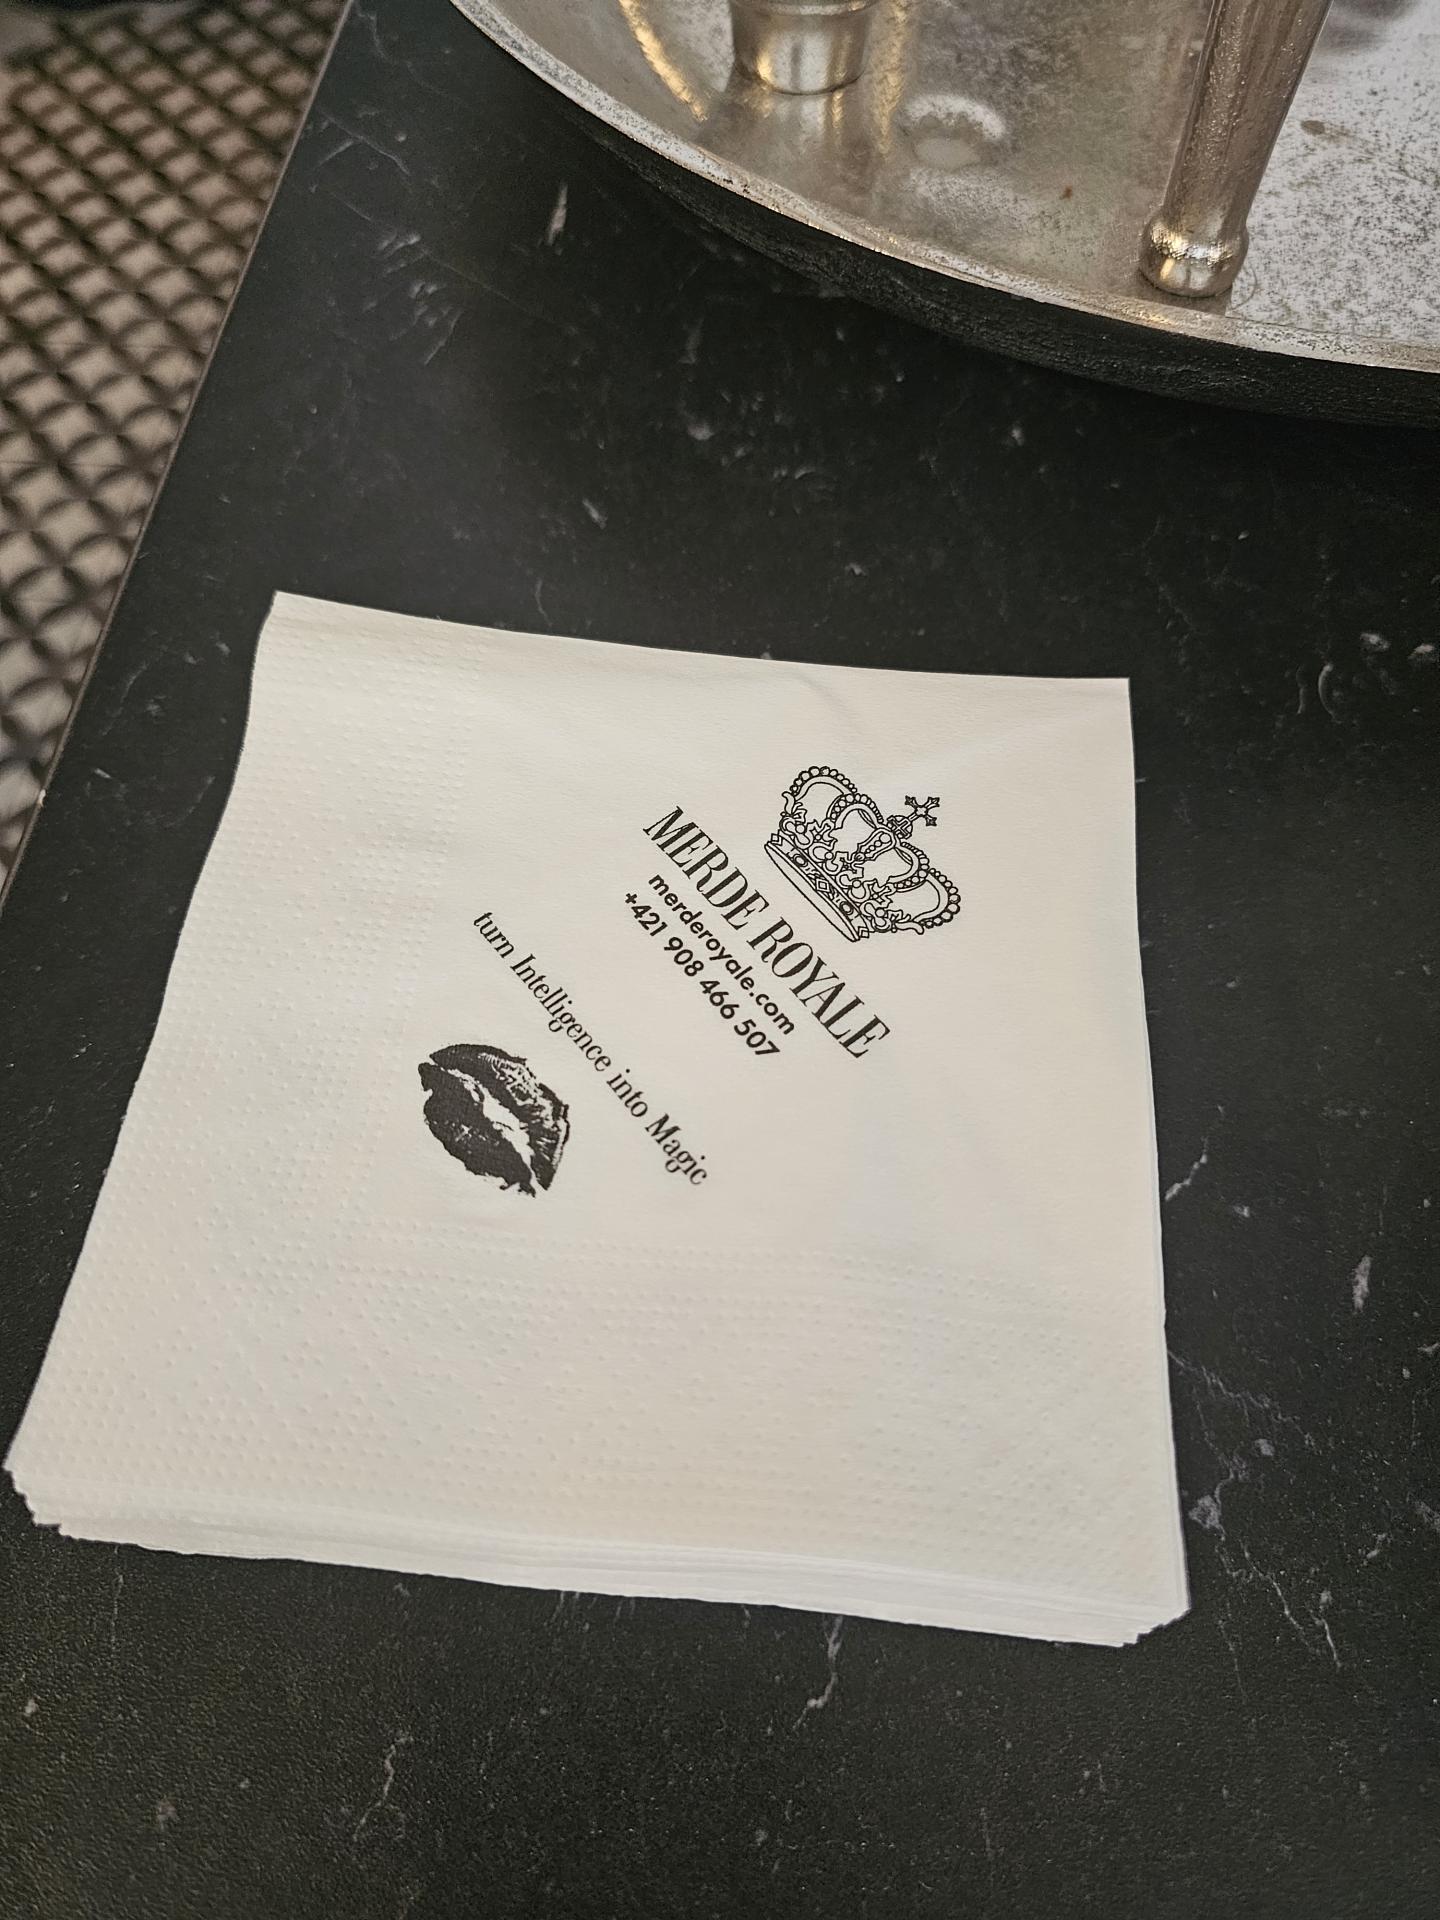 MERDE ROYALE
merderoyale.com
+421 908 466 507
turn Intelligence into Magic